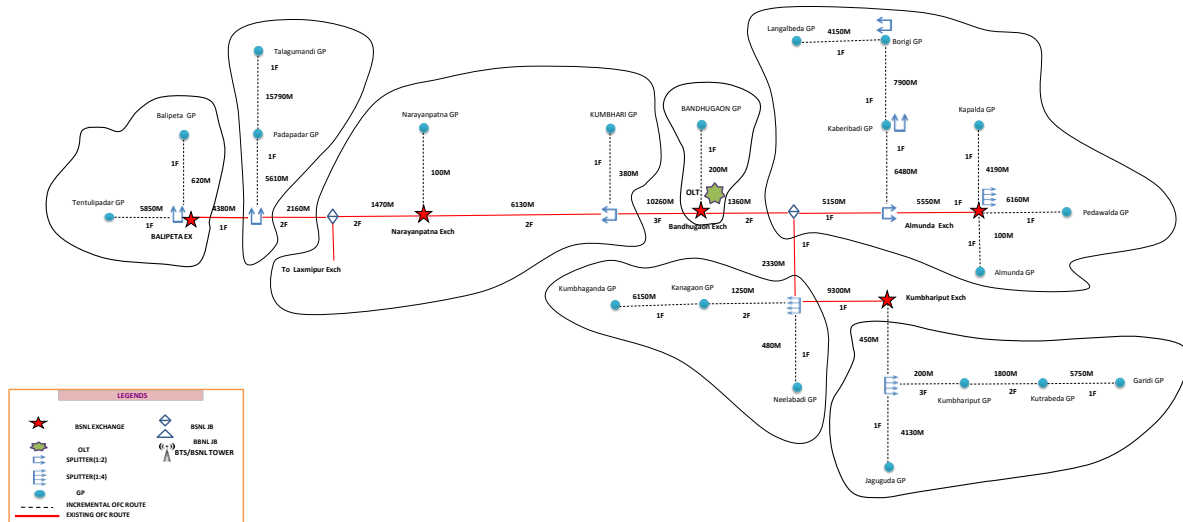 Langalbeda GP
4150M
1F
Borigi GP
7900M
1F
Kaberibadi GP
1F
6480M
Kapalda GP
1F
4190M
1F
6160M
1F
Pedawalda GP
5150M
1F
5550M
Almunda Exch
100M
1F
Almunda GP
Talagumandi GP
1F
15790M
Padapadar GP
1F
5610M
Balipeta GP
1F
620M
Tentulipadar GP
5850M
1F
BALIPETA EX
4380M
1F
2160M
2F
To Laxmipur Exch
Narayanpatna GP
100M
1470M
2F
Narayanpatna Exch
6130M
2F
KUMBHARI GP
1F
380M
10260M
3F
BANDHUGAON GP
1F
200M
OLT
Bandhugaon Exch
1360M
2F
1F
2330M
Kumbhaganda GP
6150M
1F
Kanagaon GP
1250M
2F
9300M
1F
Kumbhariput Exch
480M
1F
Neelabadi GP
450M
200M
3F
Kumbhariput GP
1800M
2F
Kutrabeda GP
5750M
1F
Garidi GP
1F
4130M
Jaguguda GP
LEGENDS
BSNL EXCHANGE
BSNL JB
BBNL JB
OLT
BTS/BSNL TOWER
SPLITTER(1:2)
SPLITTER(1:4)
GP
INCREMENTAL OFC ROUTE
EXISTING OFC ROUTE